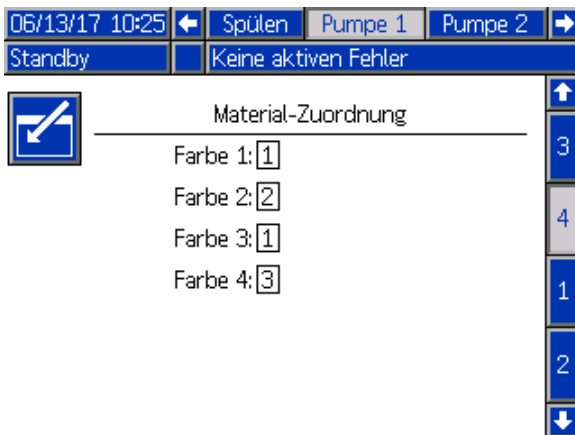 06/13/17 10:25 Spülen Pumpe 1 Pumpe 2
Standby Keine aktiven Fehler
Material-Zuordnung
Farbe 1: 1
Farbe 2: 2
Farbe 3: 1
Farbe 4: 3
3
4
1
2